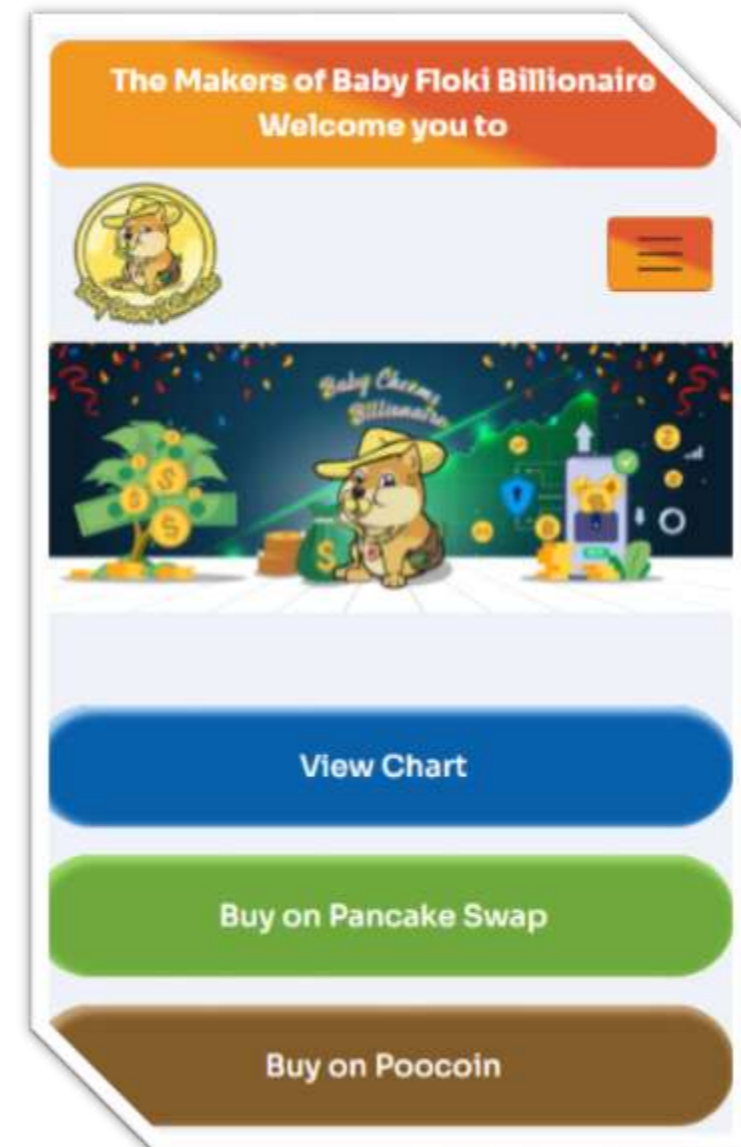 The Makers of Baby Floki Billionaire
Welcome you to
Baby Cheems
Billionaire
View Chart
Buy on Pancake Swap
Buy on Poocoin